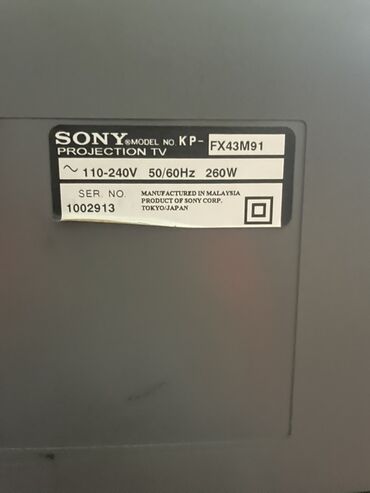 SONY ®MODEL NO. KP- FX43M91
PROJECTION TV
~ 110-240V 50/60Hz 260W
SER. NO.
1002913
MANUFACTURED IN MALAYSIA
PRODUCT OF SONY CORP.
TOKYO/JAPAN